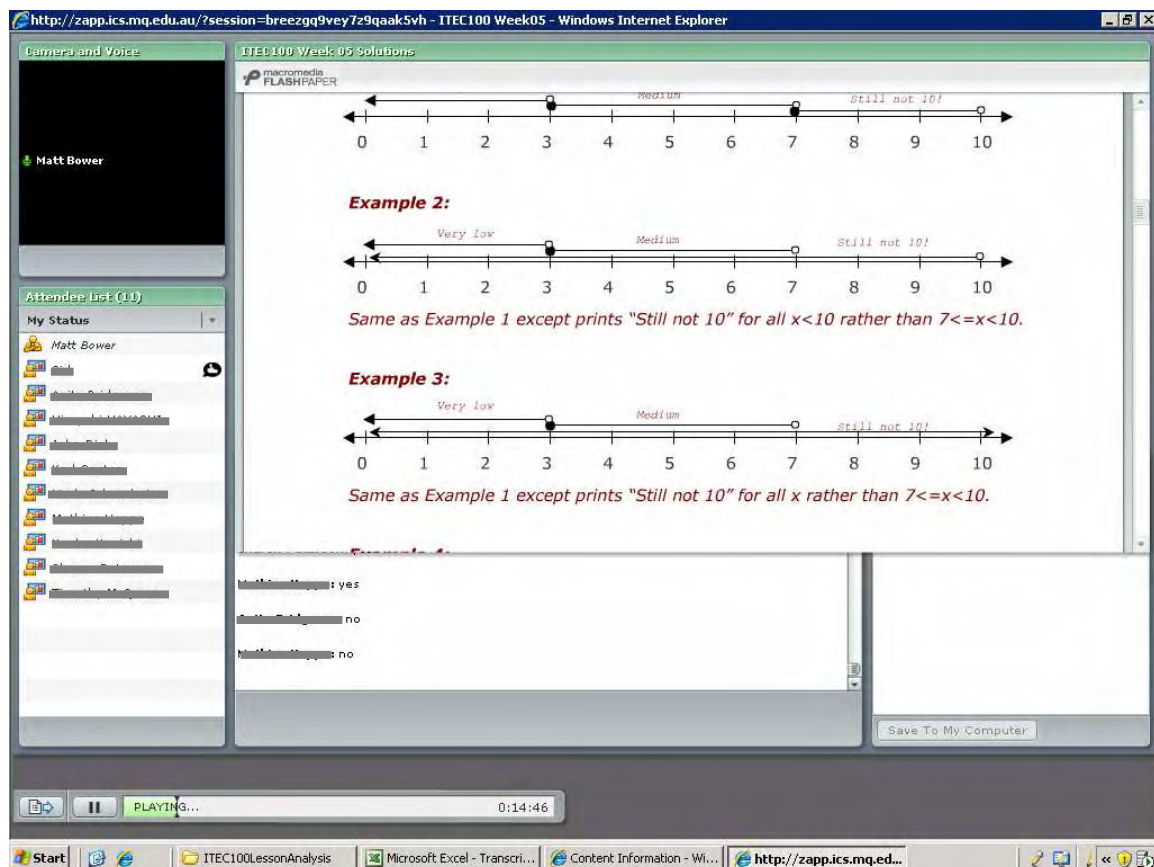 http://zapp.ics.mq.edu.au/?session=breezgq9vey7z9qaak5vh - ITEC100 Week05 - Windows Internet Explorer
Camera and Voice
Matt Bower
Attendee List (11)
My Status
Matt Bower
ITEC100 Week 05 Solutions
macromedia
FLASHPAPER
Medium Still not 10!
0 1 2 3 4 5 6 7 8 9 10
Example 2:
Very low Medium Still not 10!
0 1 2 3 4 5 6 7 8 9 10
Same as Example 1 except prints “Still not 10” for all x<10 rather than 7<=x<10.
Example 3:
Very low Medium Still not 10!
0 1 2 3 4 5 6 7 8 9 10
Same as Example 1 except prints “Still not 10” for all x rather than 7<=x<10.
Example 4:
: yes
no
: no
Save To My Computer
PLAYING... 0:14:46
Start ITEC100LessonAnalysis Microsoft Excel - Transcri... Content Information - Wi... http://zapp.ics.mq.ed...